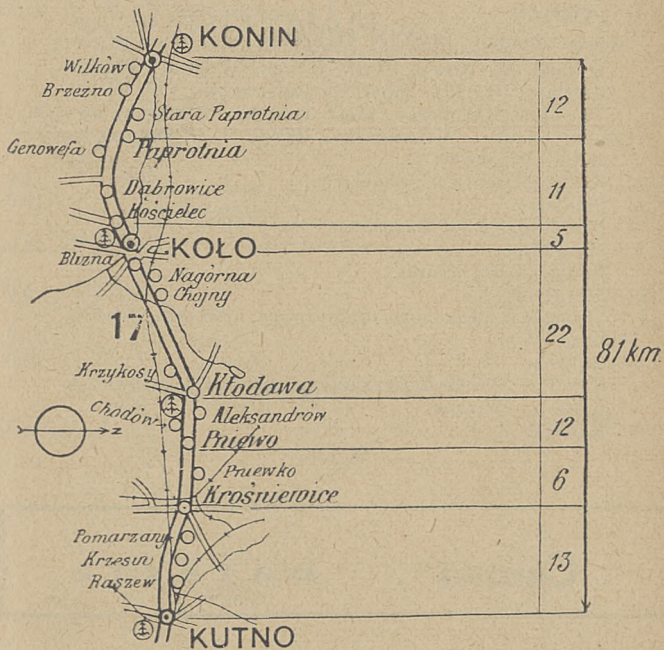 KONIN
Wilków
Brzeżno
Stara Paprotnia
12
Genowefa
Paprotnia
Dąbrowice
11
Kościelec
KOŁO
5
Blizna
Nagórna
Chojny
17
22
81 km.
Krzykosy
Kłodawa
Chodów
Aleksandrów
12
Pniewo
N
Pniewko
6
Krośniewice
Pomarzany
Krzesin
13
Raszew
KUTNO